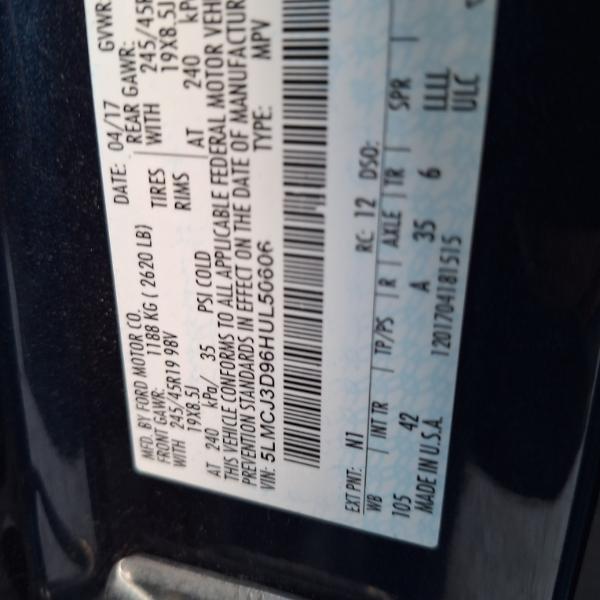 MFD. BY FORD MOTOR CO. DATE: 04/17 GVWR:
FRONT GAWR: 1188 KG ( 2620 LB) REAR GAWR:
WITH 245/45R19 98V TIRES WITH 245/45R
19X8.5J RIMS 19X8.5J
AT 240 kPa/ 35 PSI COLD AT 240 kP
THIS VEHICLE CONFORMS TO ALL APPLICABLE FEDERAL MOTOR VEH
PREVENTION STANDARDS IN EFFECT ON THE DATE OF MANUFACTUR
VIN: 5LMCJ3D96HUL50606 TYPE: MPV
EXT PNT: N1 RC: 12 DSO:
WB INT TR TP/PS R AXLE TR SPR
105 42 A 35 6 LLLL
MADE IN U.S.A. 1201704181515 ULC